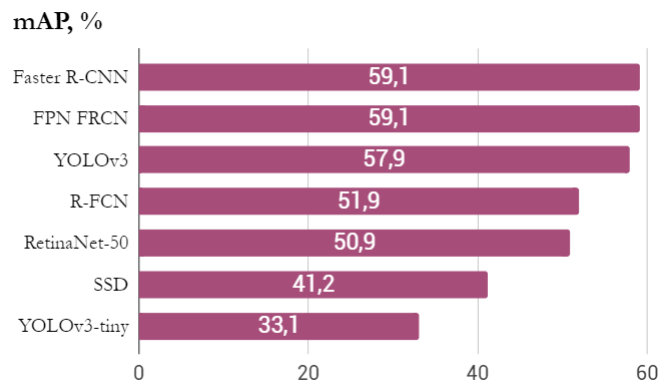 mAP, %
Faster R-CNN 59,1
FPN FRCN 59,1
YOLOv3 57,9
R-FCN 51,9
RetinaNet-50 50,9
SSD 41,2
YOLOv3-tiny 33,1
0 20 40 60